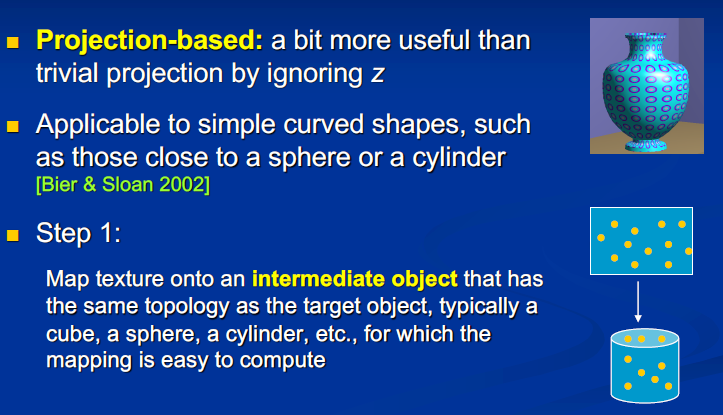 Projection-based: a bit more useful than
trivial projection by ignoring z
Applicable to simple curved shapes, such
as those close to a sphere or a cylinder
[Bier & Sloan 2002]
Step 1:
Map texture onto an intermediate object that has
the same topology as the target object, typically a
cube, a sphere, a cylinder, etc., for which the
mapping is easy to compute